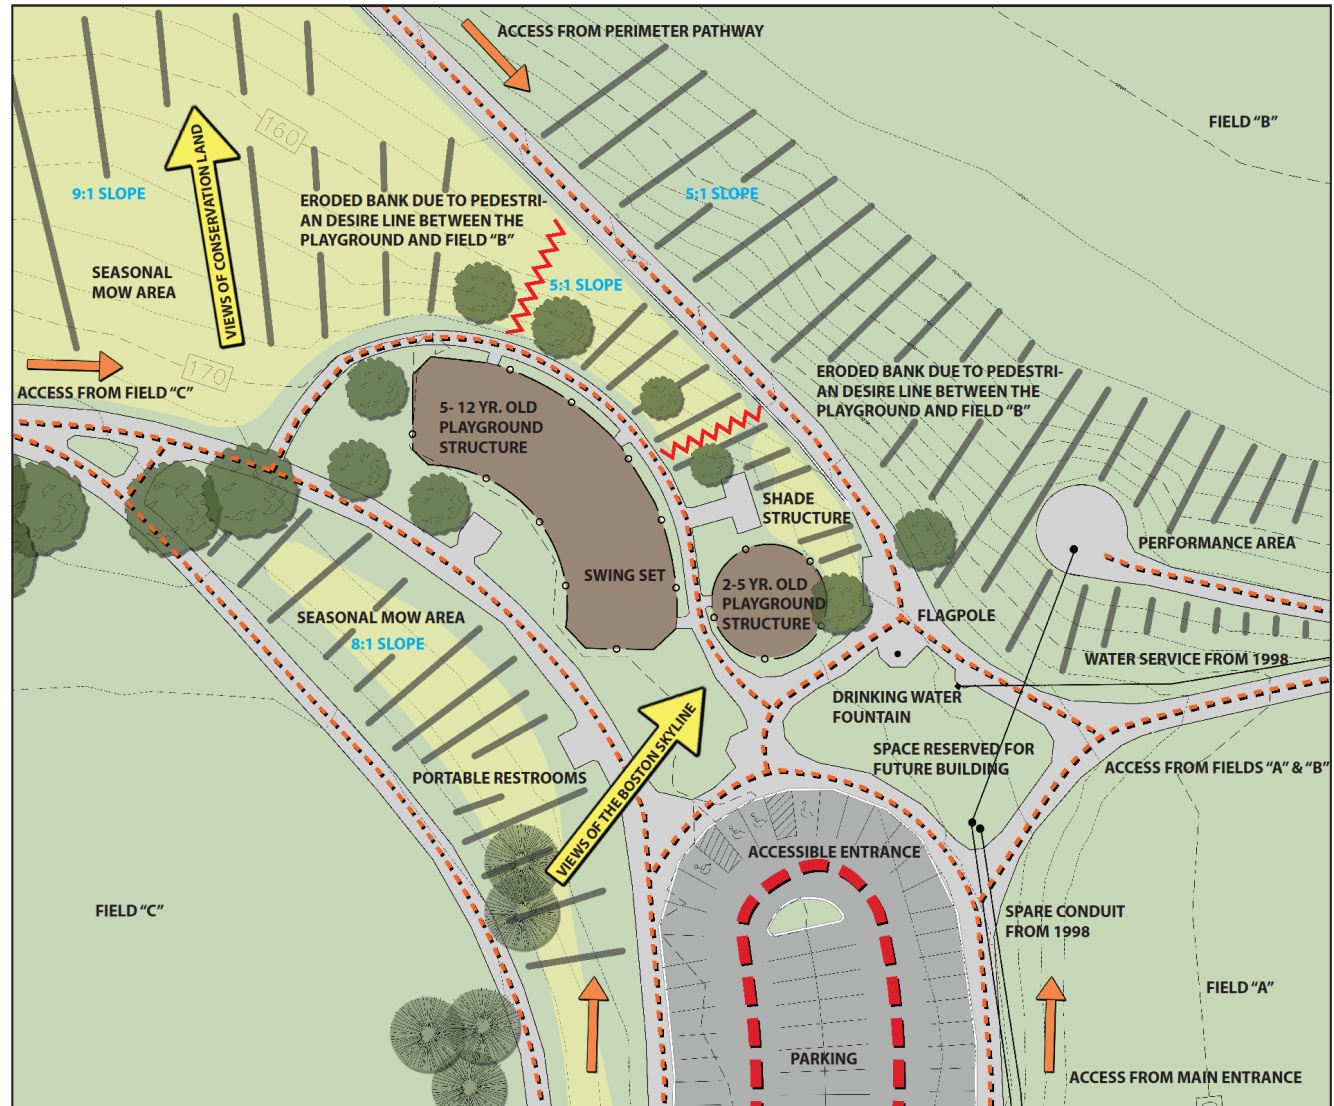 ACCESS FROM PERIMETER PATHWAY
FIELD “B”
160
VIEWS OF CONSERVATION LAND
9:1 SLOPE
5:1 SLOPE
ERODED BANK DUE TO PEDESTRI-
AN DESIRE LINE BETWEEN THE
PLAYGROUND AND FIELD “B”
SEASONAL
MOW AREA
5:1 SLOPE
170
ACCESS FROM FIELD “C”
ERODED BANK DUE TO PEDESTRI-
AN DESIRE LINE BETWEEN THE
PLAYGROUND AND FIELD “B”
5- 12 YR. OLD
PLAYGROUND
STRUCTURE
SHADE
STRUCTURE
PERFORMANCE AREA
SWING SET
2-5 YR. OLD
PLAYGROUND
STRUCTURE
SEASONAL MOW AREA
8:1 SLOPE
FLAGPOLE
WATER SERVICE FROM 1998
DRINKING WATER
FOUNTAIN
VIEWS OF THE BOSTON SKYLINE
SPACE RESERVED FOR
FUTURE BUILDING
ACCESS FROM FIELDS “A” & “B”
PORTABLE RESTROOMS
ACCESSIBLE ENTRANCE
FIELD “C”
SPARE CONDUIT
FROM 1998
FIELD “A”
PARKING
ACCESS FROM MAIN ENTRANCE